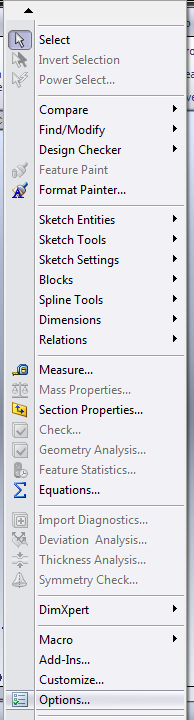 Select
Invert Selection
Power Select...
Compare
Find/Modify
Design Checker
Feature Paint
Format Painter...
Sketch Entities
Sketch Tools
Sketch Settings
Blocks
Spline Tools
Dimensions
Relations
Measure...
Mass Properties...
Section Properties...
Check...
Geometry Analysis...
Feature Statistics...
Equations...
Import Diagnostics...
Deviation  Analysis...
Thickness Analysis...
Symmetry Check...
DimXpert
Macro
Add-Ins...
Customize...
Options...